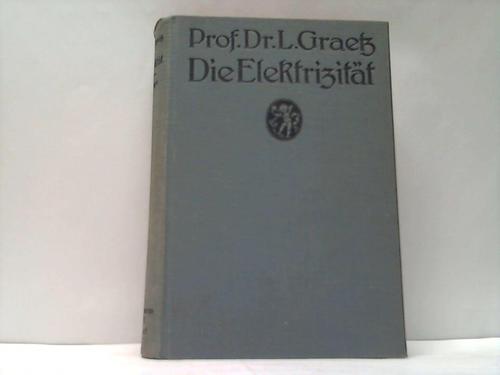 Prof. Dr. L. Graetz
Die Elektrizität